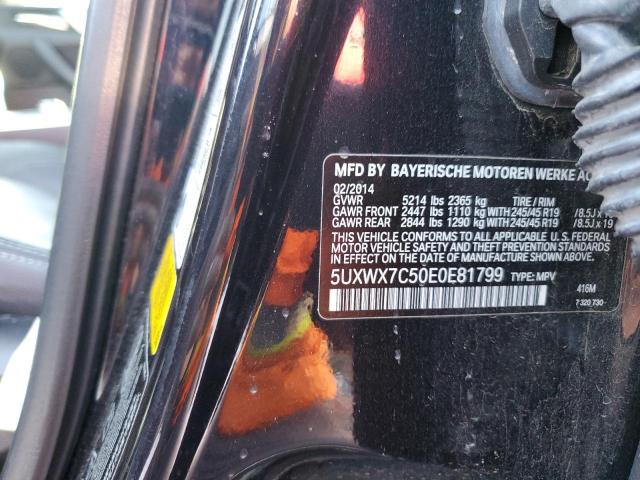 MFD BY BAYERISCHE MOTOREN WERKE AG
02/2014
GVWR 5214 lbs 2365 kg TIRE / RIM
GAWR FRONT 2447 lbs 1110 kg WITH 245/45 R19 /8.5J x 19
GAWR REAR 2844 lbs 1290 kg WITH 245/45 R19 /8.5J x 19
THIS VEHICLE CONFORMS TO ALL APPLICABLE U.S. FEDERAL
MOTOR VEHICLE SAFETY AND THEFT PREVENTION STANDARDS
IN EFFECT ON THE DATE OF MANUFACTURE SHOWN ABOVE.
5UXWX7C50E0E81799 TYPE: MPV
416M
7 320 730